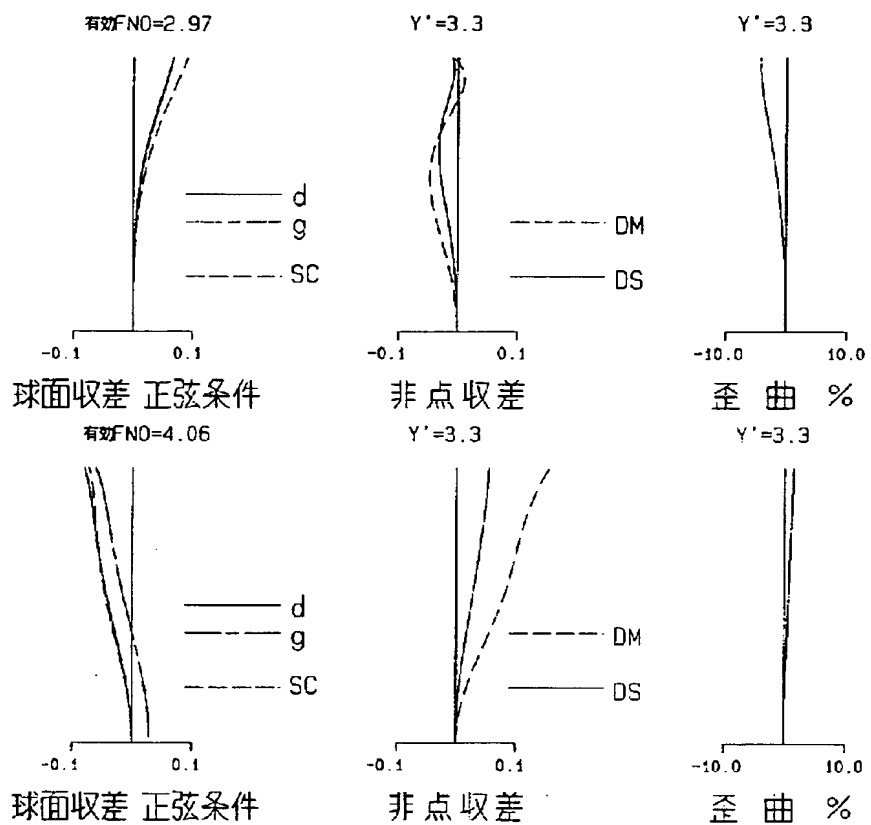 有効FNO=2.97
Y'=3.3
Y'=3.9
d
g
SC
DM
DS
-0.1 0.1
-0.1 0.1
-10.0 10.0
球面収差 正弦条件
非点収差
歪曲 %
有効FNO=4.06
Y'=3.3
Y'=3.3
d
g
SC
DM
DS
-0.1 0.1
-0.1 0.1
-10.0 10.0
球面収差 正弦条件
非点収差
歪曲 %